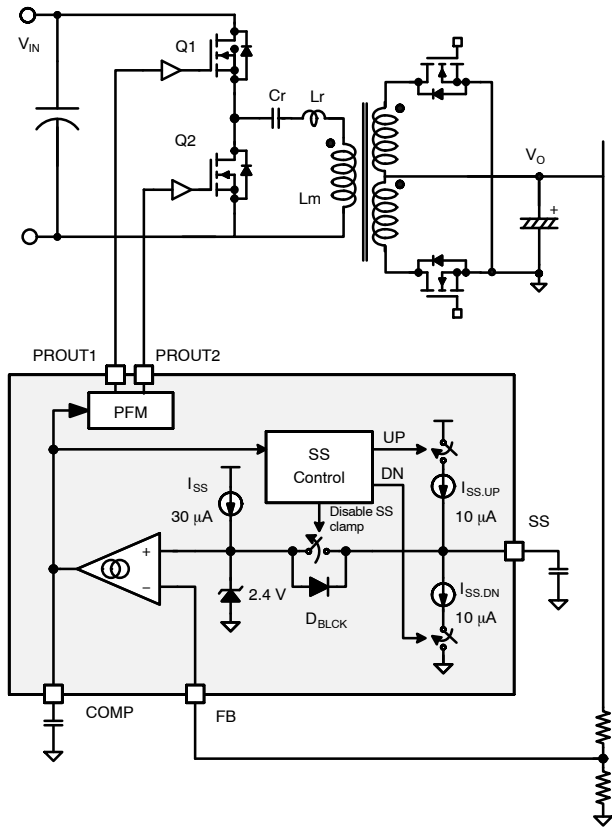 V_IN
Q1
Cr
Lr
Q2
Lm
V_O
+
PROUT1
PROUT2
PFM
SS
Control
UP
DN
I_SS
30 µA
Disable SS
clamp
I_SS.UP
10 µA
SS
+
−
2.4 V
D_BLCK
I_SS.DN
10 µA
COMP
FB